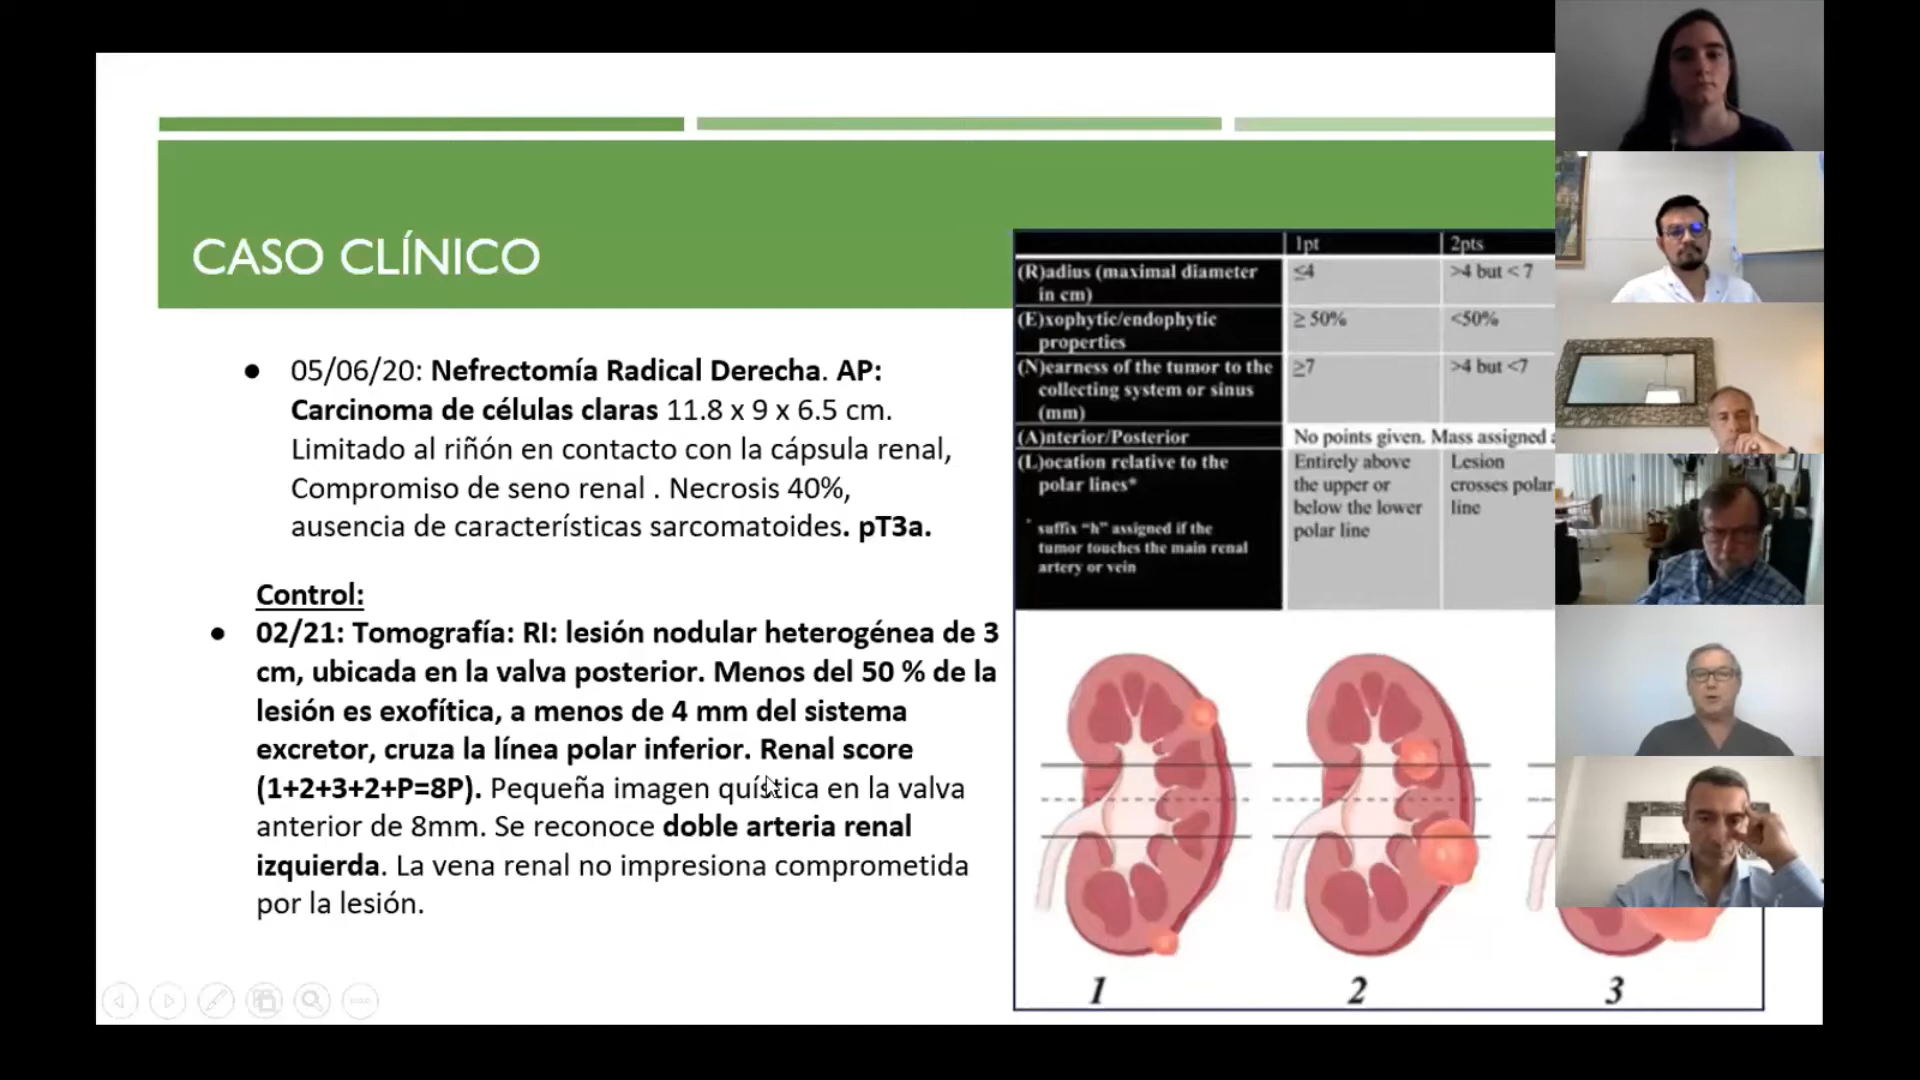 CASO CLÍNICO
● 05/06/20: Nefrectomía Radical Derecha. AP:
Carcinoma de células claras 11.8 x 9 x 6.5 cm.
Limitado al riñón en contacto con la cápsula renal,
Compromiso de seno renal . Necrosis 40%,
ausencia de características sarcomatoides. pT3a.
Control:
● 02/21: Tomografía: RI: lesión nodular heterogénea de 3
cm, ubicada en la valva posterior. Menos del 50 % de la
lesión es exofítica, a menos de 4 mm del sistema
excretor, cruza la línea polar inferior. Renal score
(1+2+3+2+P=8P). Pequeña imagen quística en la valva
anterior de 8mm. Se reconoce doble arteria renal
izquierda. La vena renal no impresiona comprometida
por la lesión.
1pt 2pts
(R)adius (maximal diameter ≤4 >4 but < 7
in cm)
(E)xophytic/endophytic ≥ 50% <50%
properties
(N)earness of the tumor to the ≥7 >4 but <7
collecting system or sinus
(mm)
(A)nterior/Posterior No points given. Mass assigned
(L)ocation relative to the Entirely above Lesion
polar lines* the upper or crosses polar
below the lower line
* suffix “h” assigned if the polar line
tumor touches the main renal
artery or vein
1 2 3